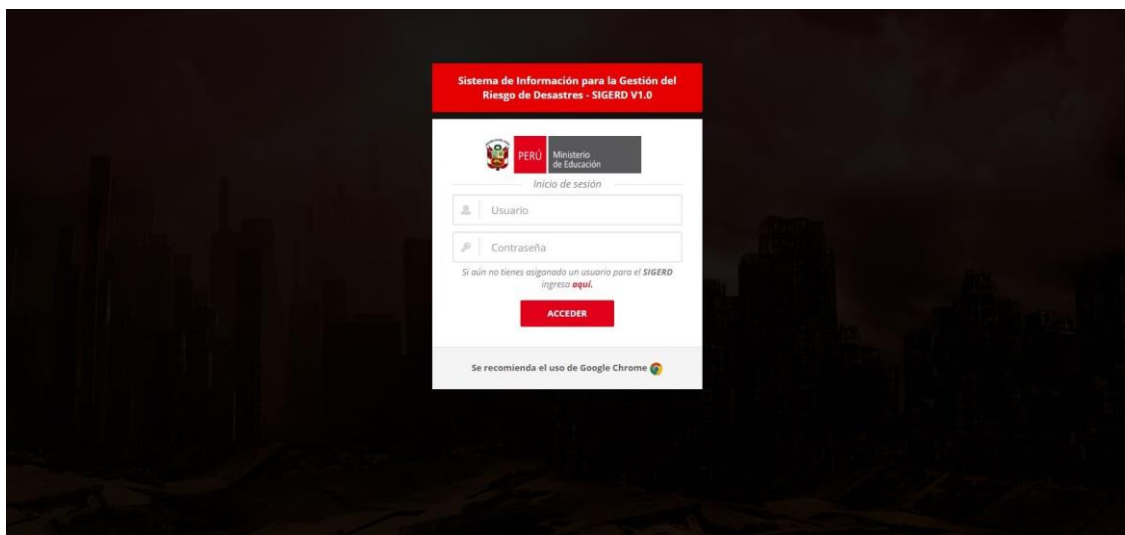 Sistema de Información para la Gestión del
Riesgo de Desastres - SIGERD V1.0
PERÚ
Ministerio
de Educación
Inicio de sesión
Usuario
Contraseña
Si aún no tienes asiganado un usuario para el SIGERD
ingresa aquí.
ACCEDER
Se recomienda el uso de Google Chrome